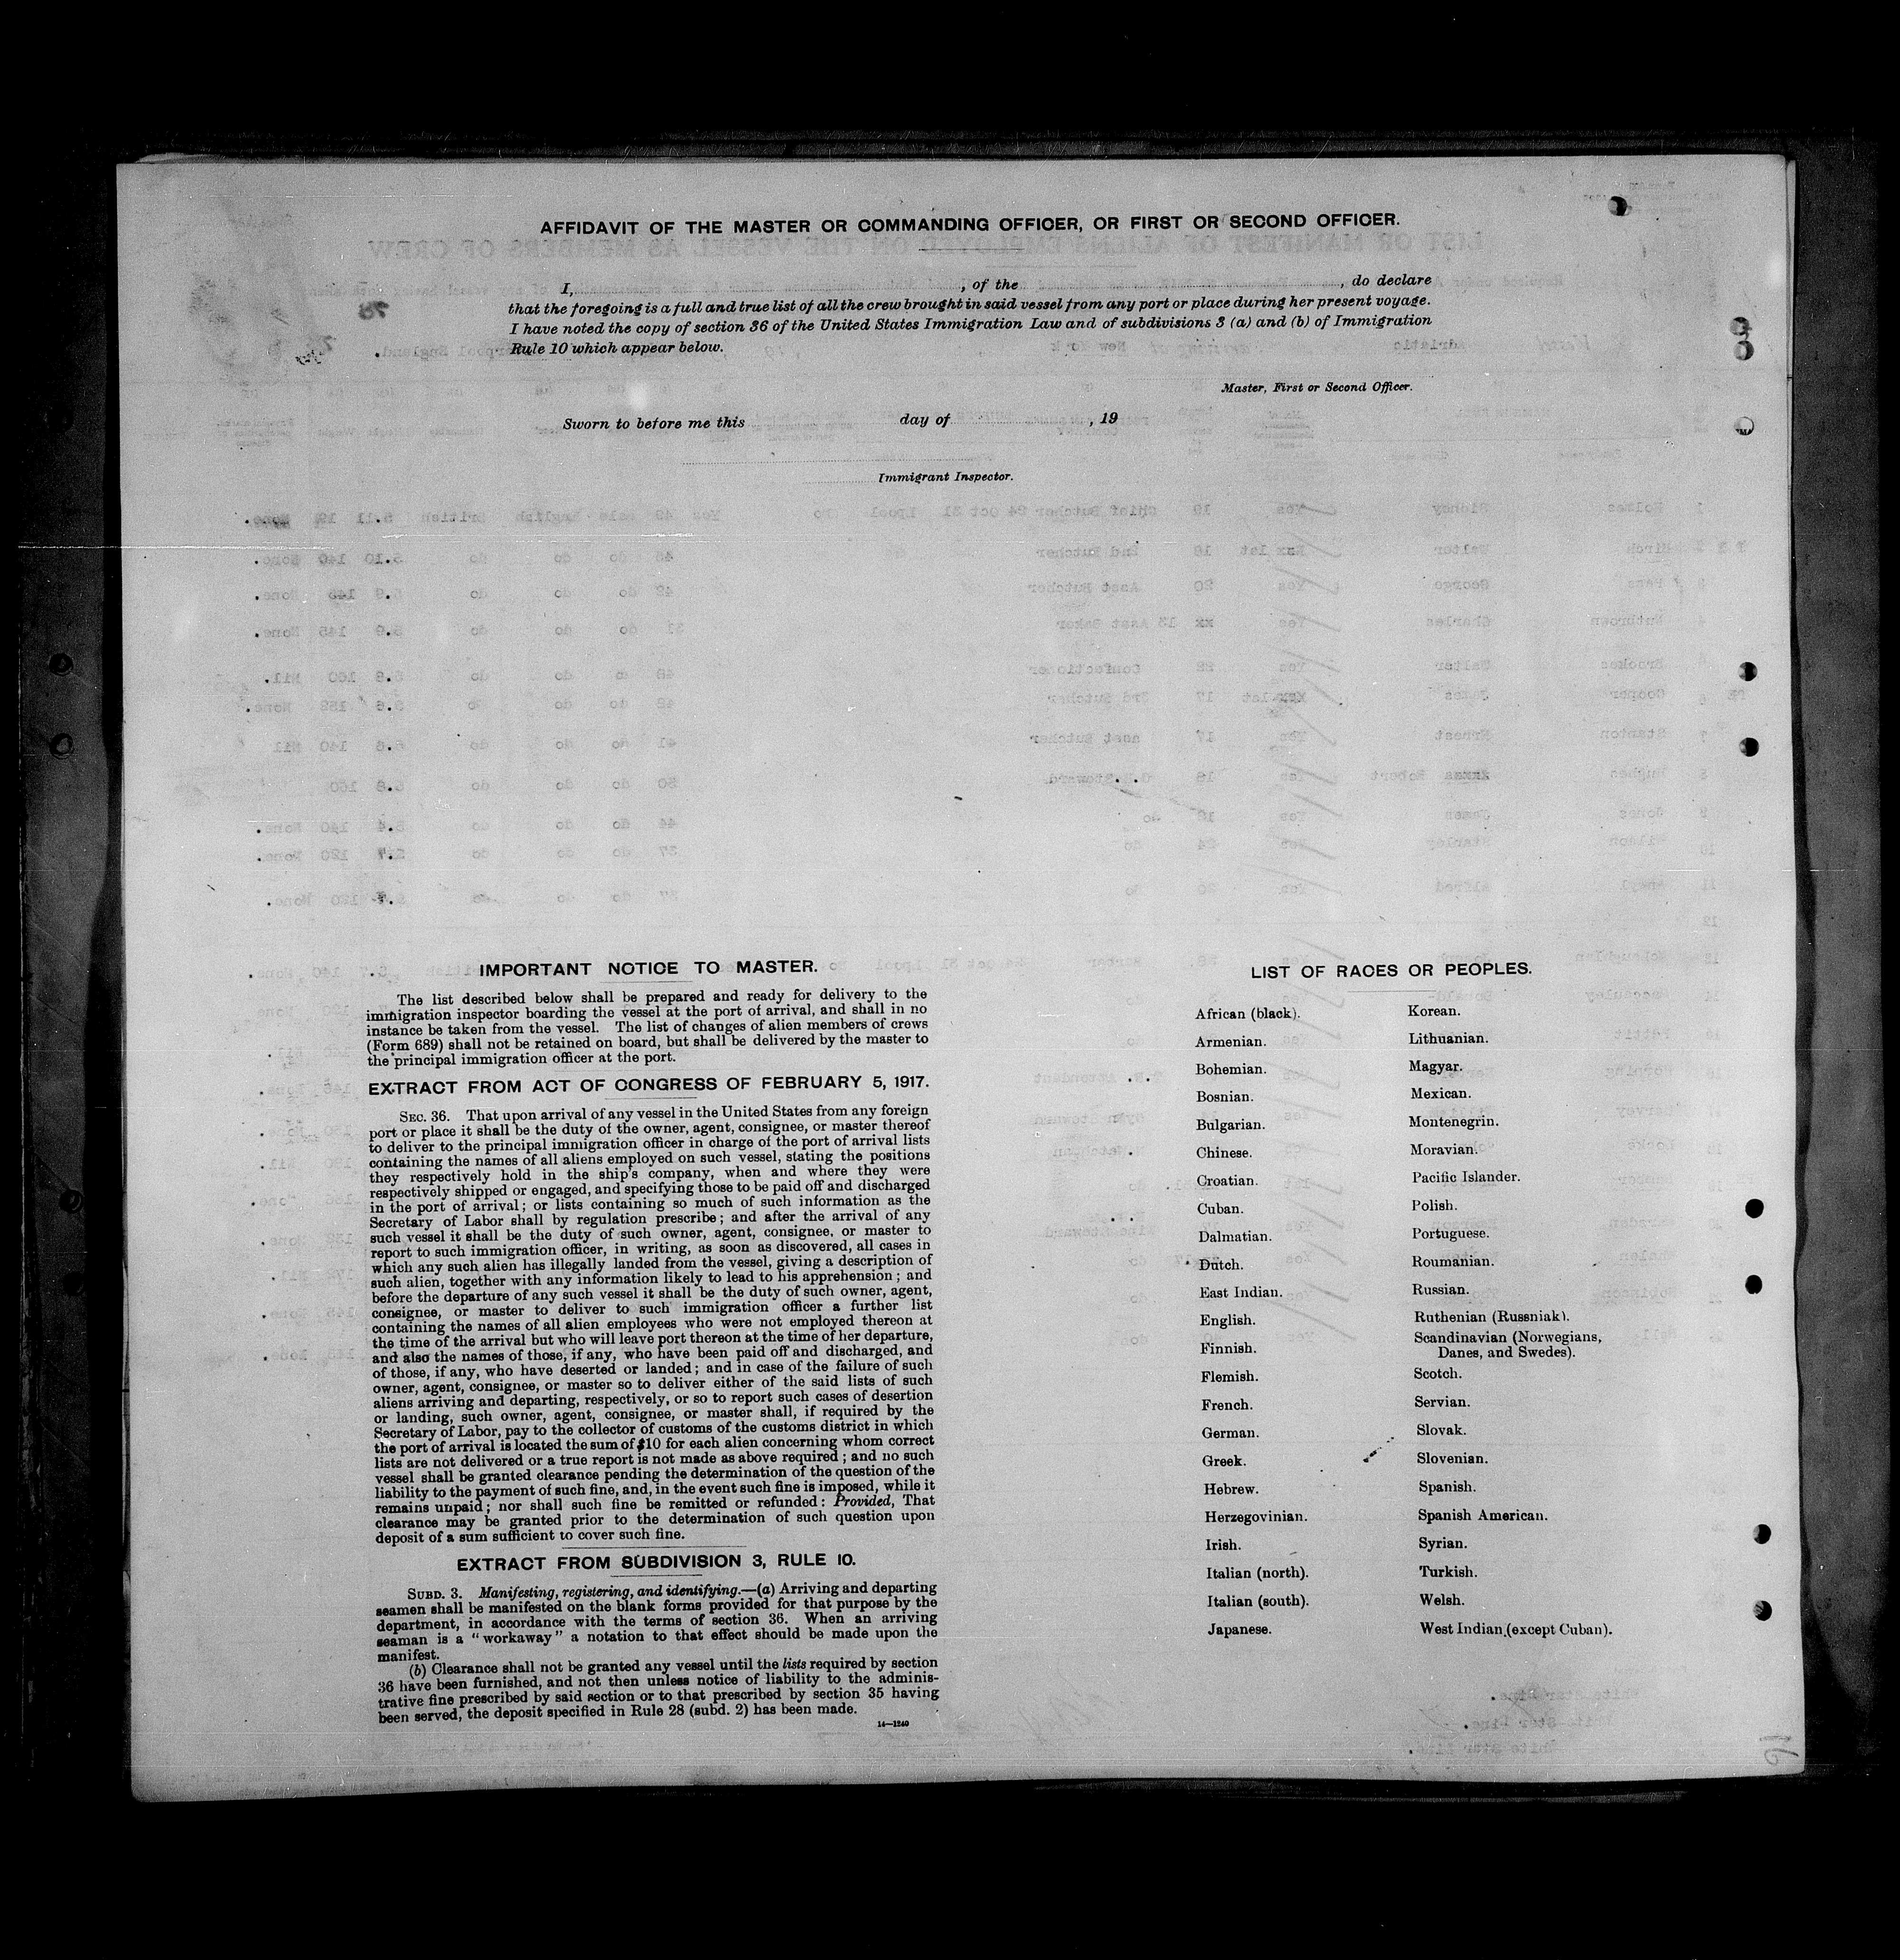 AFFIDAVIT OF THE MASTER OR COMMANDING OFFICER, OR FIRST OR SECOND OFFICER.
I, , of the , do declare
that the foregoing is a full and true list of all the crew brought in said vessel from any port or place during her present voyage.
I have noted the copy of section 36 of the United States Immigration Law and of subdivisions 3 (a) and (b) of Immigration
Rule 10 which appear below.
Master, First or Second Officer.
Sworn to before me this day of , 19
Immigrant Inspector.
IMPORTANT NOTICE TO MASTER.
The list described below shall be prepared and ready for delivery to the
immigration inspector boarding the vessel at the port of arrival, and shall in no
instance be taken from the vessel. The list of changes of alien members of crews
(Form 689) shall not be retained on board, but shall be delivered by the master to
the principal immigration officer at the port.
EXTRACT FROM ACT OF CONGRESS OF FEBRUARY 5, 1917.
SEC. 36. That upon arrival of any vessel in the United States from any foreign
port or place it shall be the duty of the owner, agent, consignee, or master thereof
to deliver to the principal immigration officer in charge of the port of arrival lists
containing the names of all aliens employed on such vessel, stating the positions
they respectively hold in the ship's company, when and where they were
respectively shipped or engaged, and specifying those to be paid off and discharged
in the port of arrival; or lists containing so much of such information as the
Secretary of Labor shall by regulation prescribe; and after the arrival of any
such vessel it shall be the duty of such owner, agent, consignee, or master to
report to such immigration officer, in writing, as soon as discovered, all cases in
which any such alien has illegally landed from the vessel, giving a description of
such alien, together with any information likely to lead to his apprehension; and
before the departure of any such vessel it shall be the duty of such owner, agent,
consignee, or master to deliver to such immigration officer a further list
containing the names of all alien employees who were not employed thereon at
the time of the arrival but who will leave port thereon at the time of her departure,
and also the names of those, if any, who have been paid off and discharged, and
of those, if any, who have deserted or landed; and in case of the failure of such
owner, agent, consignee, or master so to deliver either of the said lists of such
aliens arriving and departing, respectively, or so to report such cases of desertion
or landing, such owner, agent, consignee, or master shall, if required by the
Secretary of Labor, pay to the collector of customs of the customs district in which
the port of arrival is located the sum of $10 for each alien concerning whom correct
lists are not delivered or a true report is not made as above required; and no such
vessel shall be granted clearance pending the determination of the question of the
liability to the payment of such fine, and, in the event such fine is imposed, while it
remains unpaid; nor shall such fine be remitted or refunded: Provided, That
clearance may be granted prior to the determination of such question upon
deposit of a sum sufficient to cover such fine.
EXTRACT FROM SUBDIVISION 3, RULE 10.
SUBD. 3. Manifesting, registering, and identifying.—(a) Arriving and departing
seamen shall be manifested on the blank forms provided for that purpose by the
department, in accordance with the terms of section 36. When an arriving
seaman is a "workaway" a notation to that effect should be made upon the
manifest.
(b) Clearance shall not be granted any vessel until the lists required by section
36 have been furnished, and not then unless notice of liability to the adminis-
trative fine prescribed by said section or to that prescribed by section 35 having
been served, the deposit specified in Rule 28 (subd. 2) has been made.
14—1240
LIST OF RACES OR PEOPLES.
African (black).
Armenian.
Bohemian.
Bosnian.
Bulgarian.
Chinese.
Croatian.
Cuban.
Dalmatian.
Dutch.
East Indian.
English.
Finnish.
Flemish.
French.
German.
Greek.
Hebrew.
Herzegovinian.
Irish.
Italian (north).
Italian (south).
Japanese.
Korean.
Lithuanian.
Magyar.
Mexican.
Montenegrin.
Moravian.
Pacific Islander.
Polish.
Portuguese.
Roumanian.
Russian.
Ruthenian (Russniak).
Scandinavian (Norwegians,
Danes, and Swedes).
Scotch.
Servian.
Slovak.
Slovenian.
Spanish.
Spanish American.
Syrian.
Turkish.
Welsh.
West Indian (except Cuban).